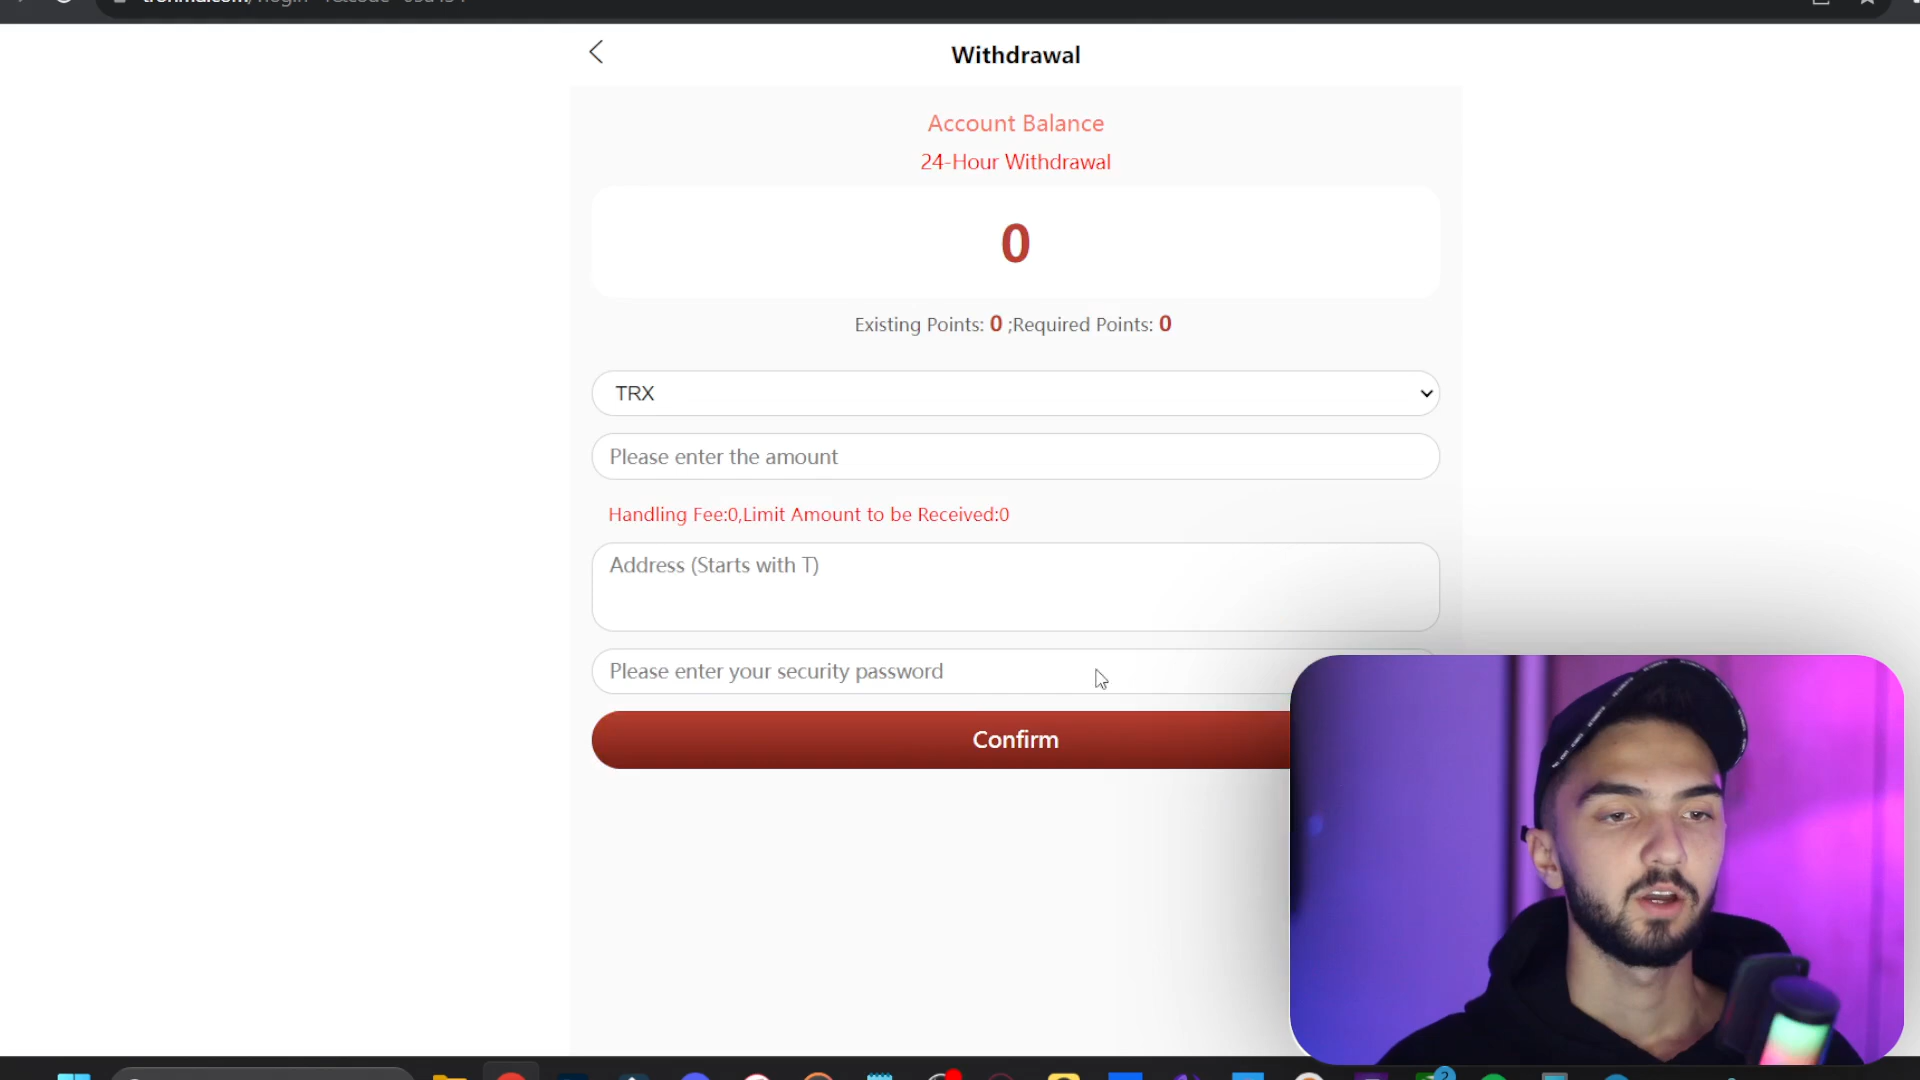 Withdrawal
Account Balance
24-Hour Withdrawal
0
Existing Points: 0 ;Required Points: 0
TRX
Please enter the amount
Handling Fee:0,Limit Amount to be Received:0
Address (Starts with T)
Please enter your security password
Confirm
2